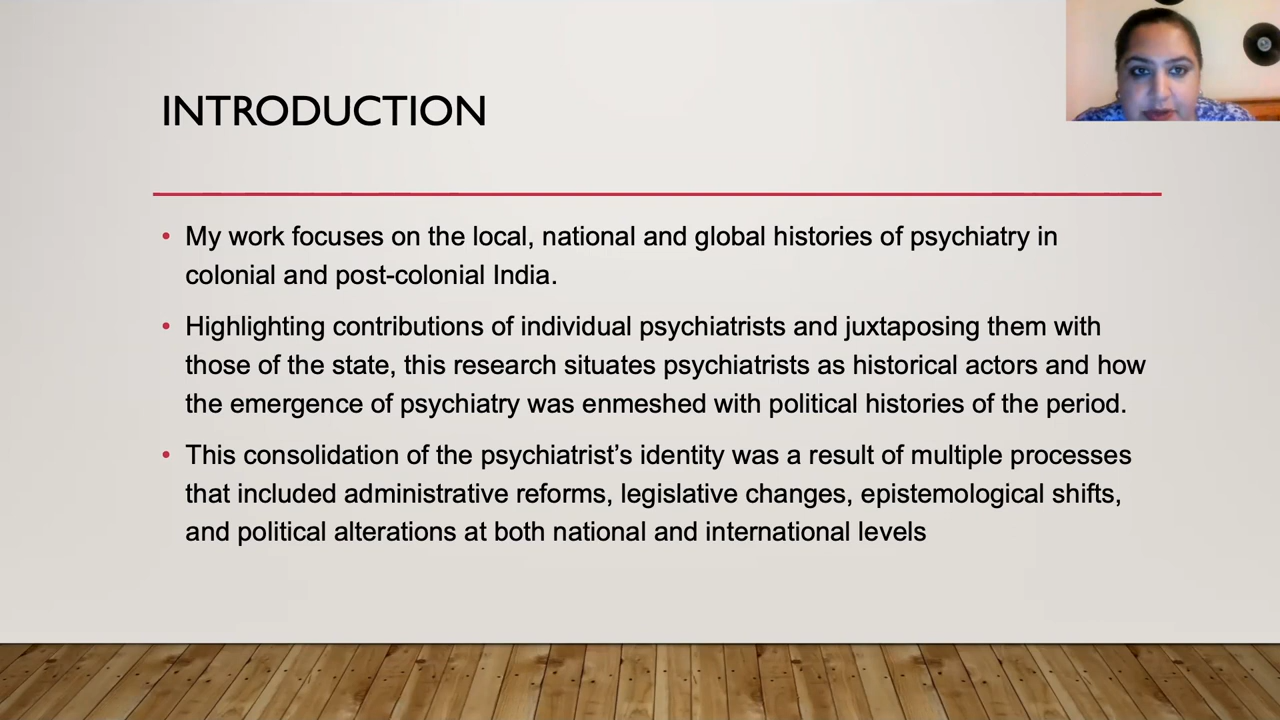 INTRODUCTION
• My work focuses on the local, national and global histories of psychiatry in
colonial and post-colonial India.
• Highlighting contributions of individual psychiatrists and juxtaposing them with
those of the state, this research situates psychiatrists as historical actors and how
the emergence of psychiatry was enmeshed with political histories of the period.
• This consolidation of the psychiatrist’s identity was a result of multiple processes
that included administrative reforms, legislative changes, epistemological shifts,
and political alterations at both national and international levels